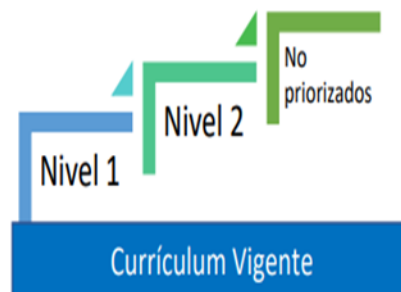 No
priorizados
Nivel 2
Nivel 1
Currículum Vigente